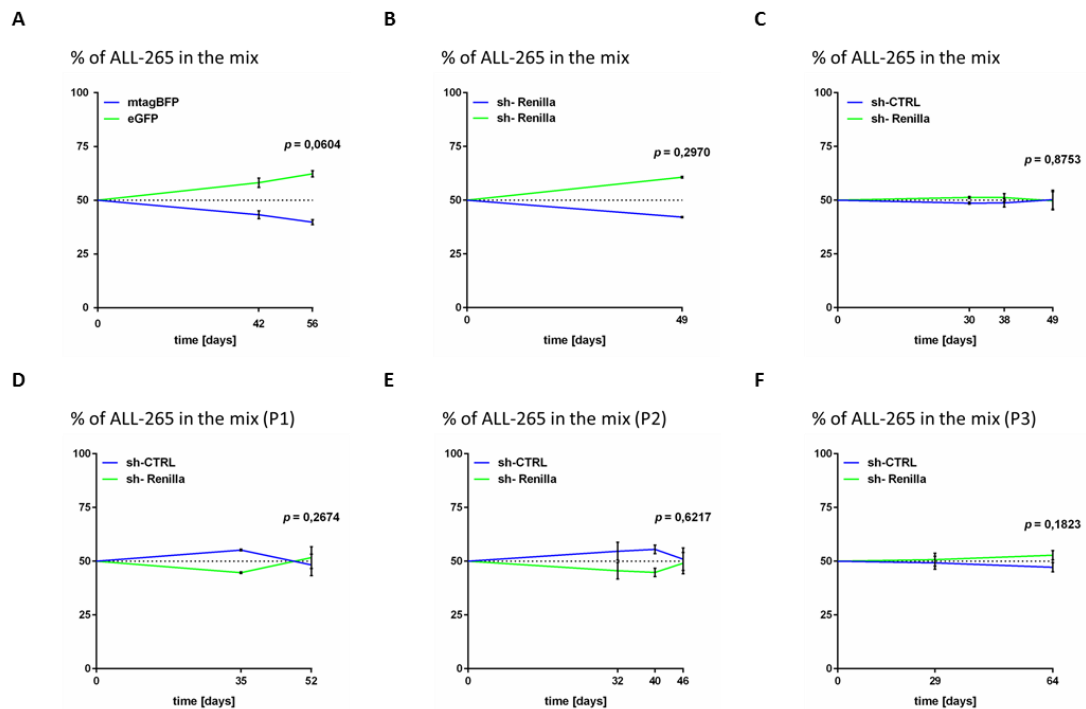 A
% of ALL-265 in the mix
100
mtagBFP
eGFP
75
p = 0,0604
50
25
0
0
42
56
time [days]
B
% of ALL-265 in the mix
100
sh- Renilla
sh- Renilla
75
p = 0,2970
50
25
0
0
49
time [days]
C
% of ALL-265 in the mix
100
sh-CTRL
sh- Renilla
75
p = 0,8753
50
25
0
0
30
38
49
time [days]
D
% of ALL-265 in the mix (P1)
100
sh-CTRL
sh- Renilla
75
p = 0,2674
50
25
0
0
35
52
time [days]
E
% of ALL-265 in the mix (P2)
100
sh-CTRL
sh- Renilla
75
p = 0,6217
50
25
0
0
32
40
46
time [days]
F
% of ALL-265 in the mix (P3)
100
sh-CTRL
sh- Renilla
75
p = 0,1823
50
25
0
0
29
64
time [days]